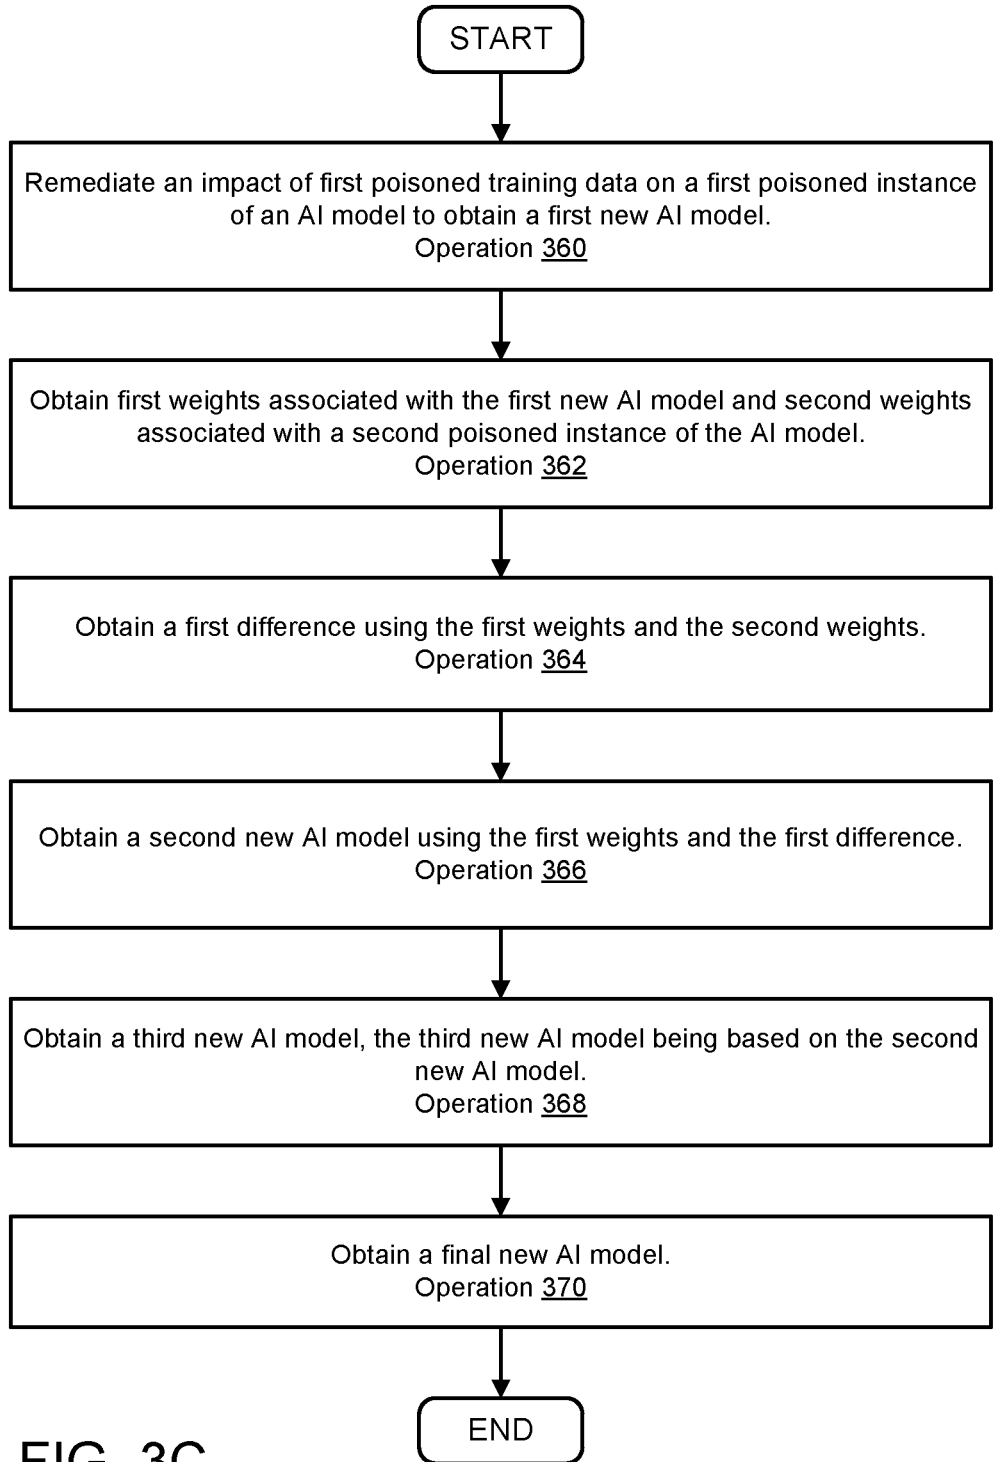 START
Remediate an impact of first poisoned training data on a first poisoned instance
of an AI model to obtain a first new AI model.
Operation 360
Obtain first weights associated with the first new AI model and second weights
associated with a second poisoned instance of the AI model.
Operation 362
Obtain a first difference using the first weights and the second weights.
Operation 364
Obtain a second new AI model using the first weights and the first difference.
Operation 366
Obtain a third new AI model, the third new AI model being based on the second
new AI model.
Operation 368
Obtain a final new AI model.
Operation 370
END
FIG. 3C